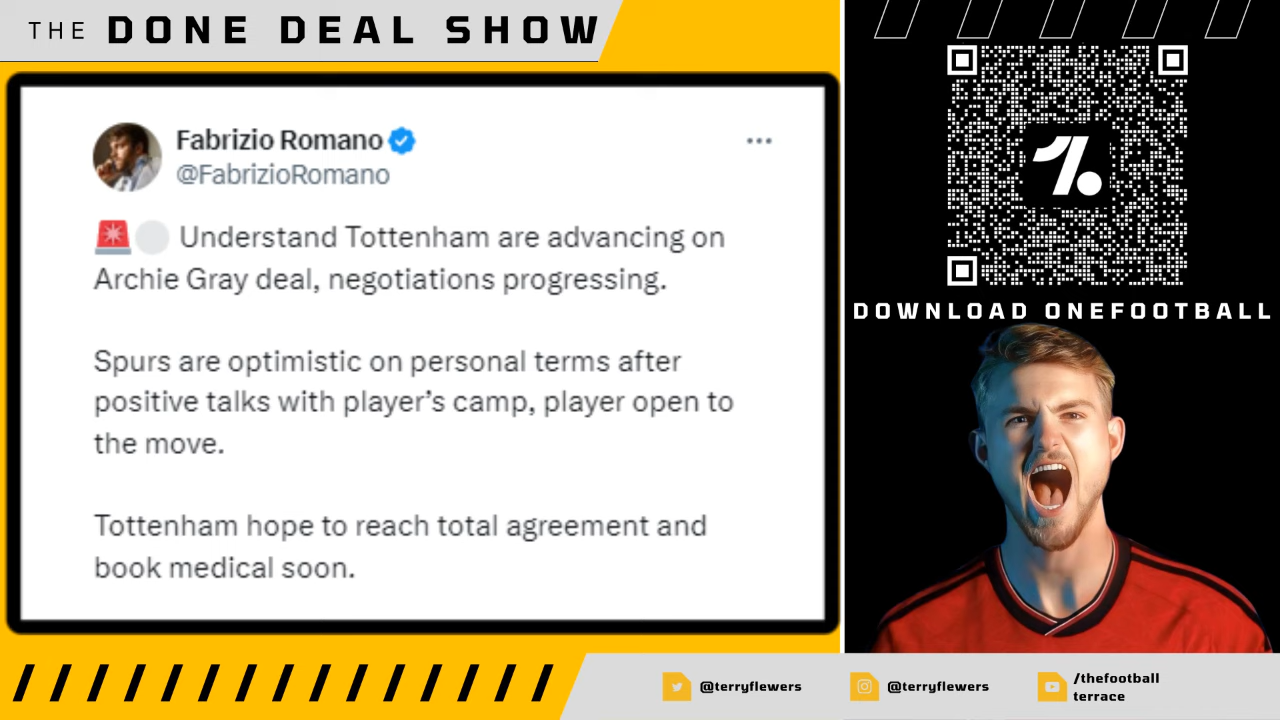 THE DONE DEAL SHOW
Fabrizio Romano
@FabrizioRomano
Understand Tottenham are advancing on
Archie Gray deal, negotiations progressing.
Spurs are optimistic on personal terms after
positive talks with player’s camp, player open to
the move.
Tottenham hope to reach total agreement and
book medical soon.
DOWNLOAD ONEFOOTBALL
@terryflewers
@terryflewers
/thefootball
terrace